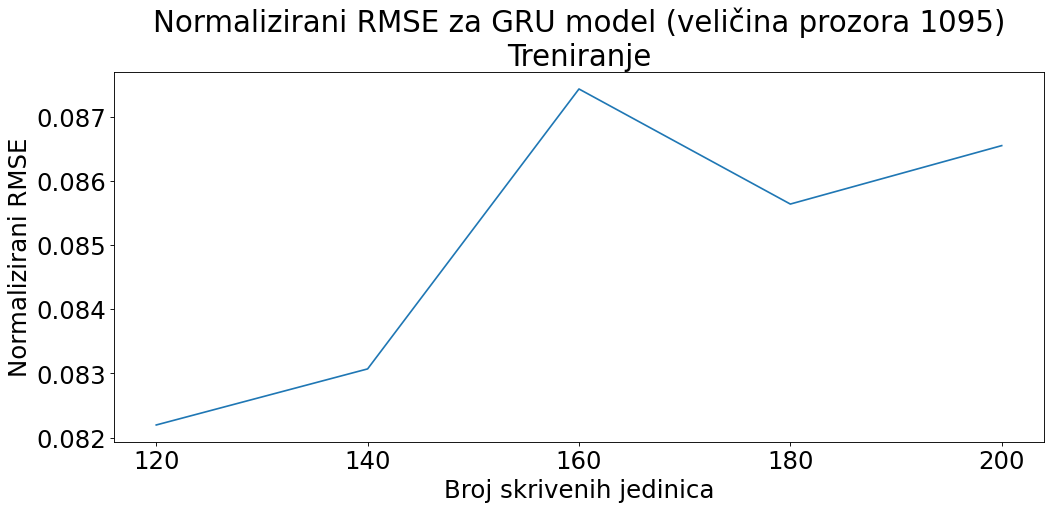 Normalizirani RMSE za GRU model (veličina prozora 1095)
Treniranje
Normalizirani RMSE
0.087
0.086
0.085
0.084
0.083
0.082
120 140 160 180 200
Broj skrivenih jedinica